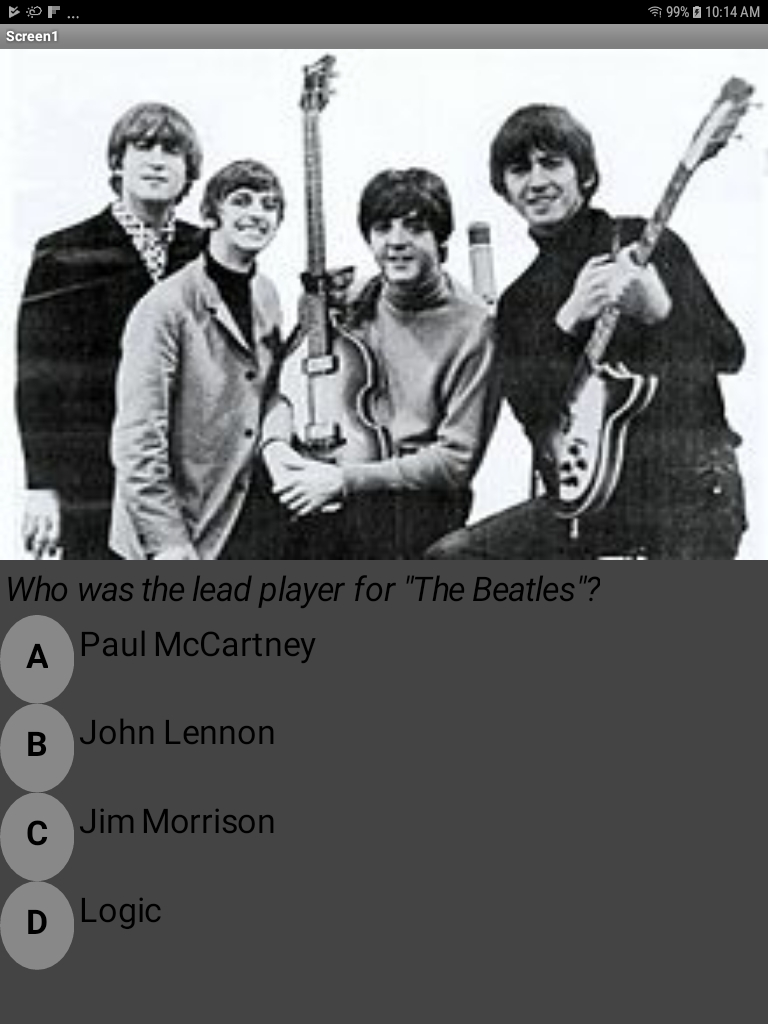 ... 99% 10:14 AM
Screen1
Who was the lead player for "The Beatles"?
A Paul McCartney
B John Lennon
C Jim Morrison
D Logic